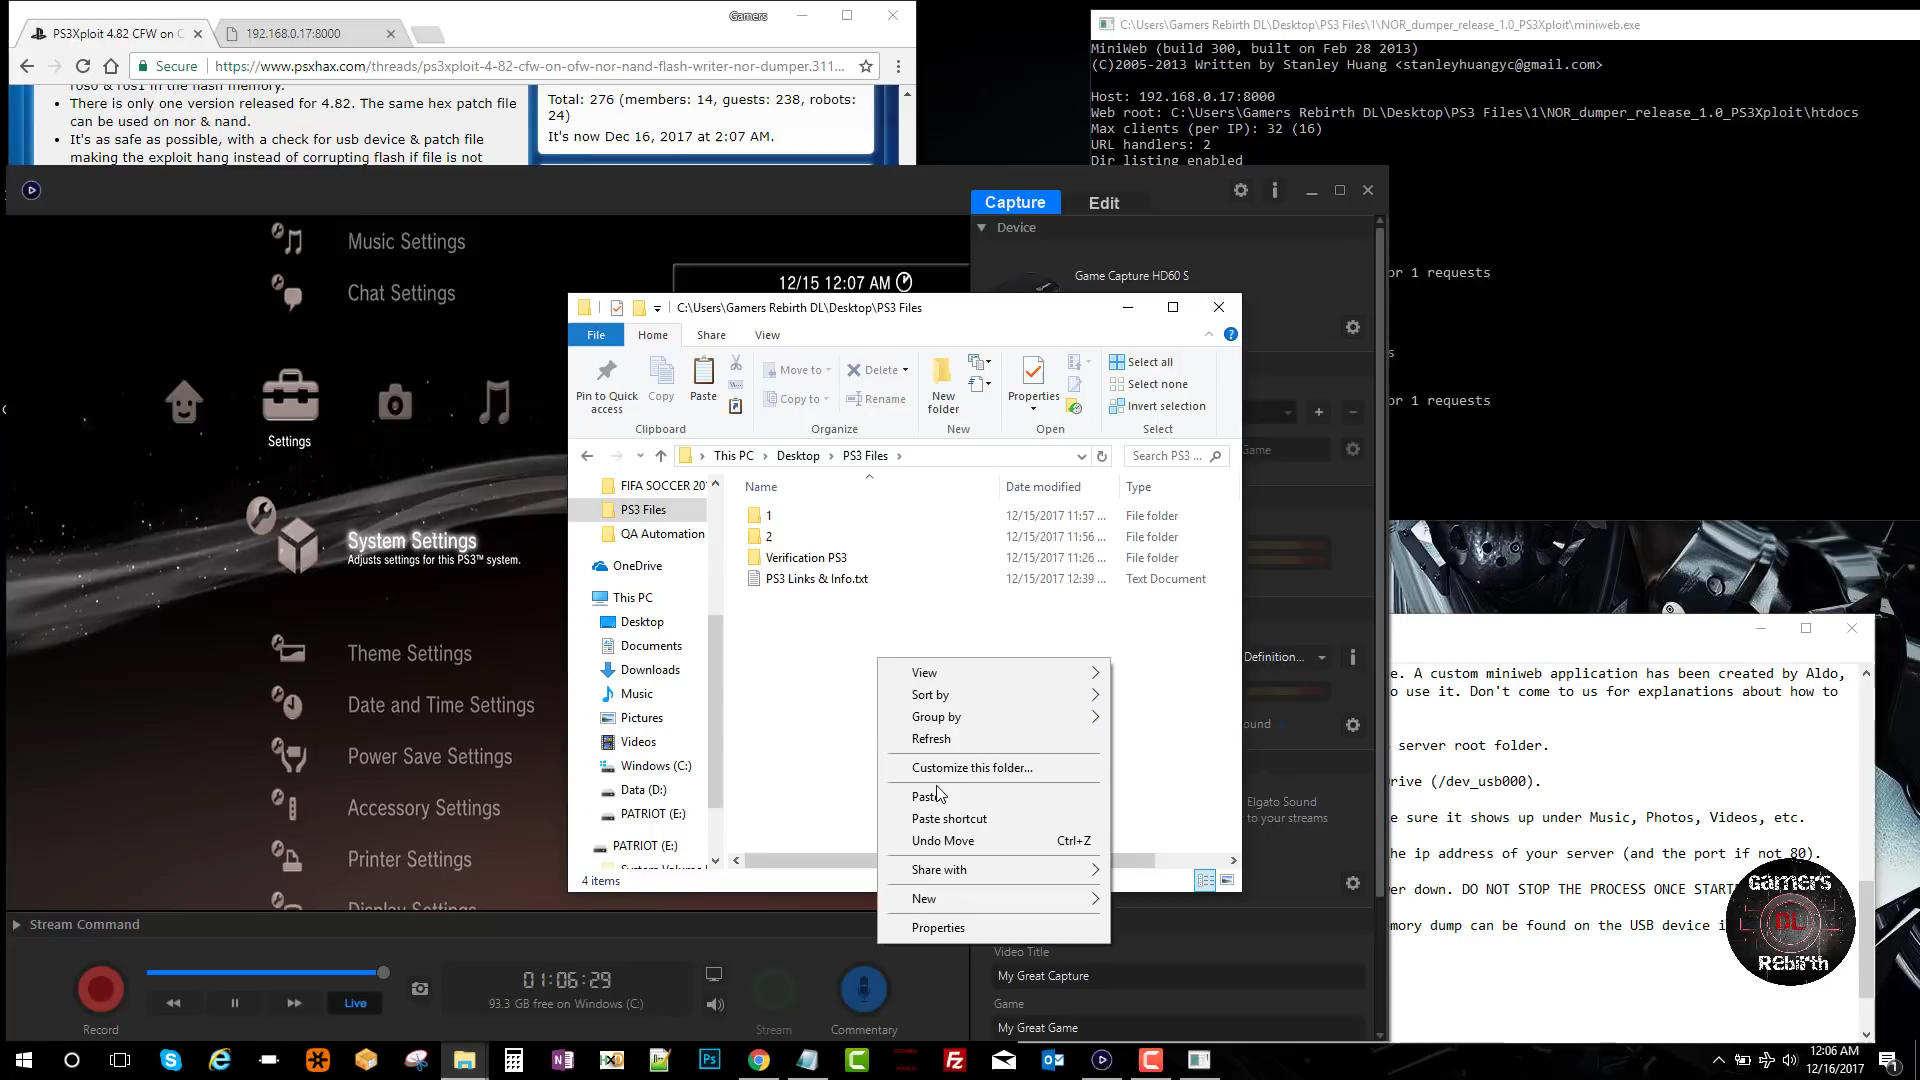 Gamers
PS3Xploit 4.82 CFW on C
192.168.0.17:8000
Secure
https://www.psxhax.com/threads/ps3xploit-4-82-cfw-on-ofw-nor-nand-flash-writer-nor-dumper.311...
ros0 & ros1 in the flash memory.
There is only one version released for 4.82. The same hex patch file
can be used on nor & nand.
It's as safe as possible, with a check for usb device & patch file
making the exploit hang instead of corrupting flash if file is not
Total: 276 (members: 14, guests: 238, robots:
24)
It's now Dec 16, 2017 at 2:07 AM.
C:\Users\Gamers Rebirth DL\Desktop\PS3 Files\1\NOR_dumper_release_1.0_PS3Xploit\miniweb.exe
MiniWeb (build 300, built on Feb 28 2013)
(C)2005-2013 Written by Stanley Huang <stanleyhuangyc@gmail.com>
Host: 192.168.0.17:8000
Web root: C:\Users\Gamers Rebirth DL\Desktop\PS3 Files\1\NOR_dumper_release_1.0_PS3Xploit\htdocs
Max clients (per IP): 32 (16)
URL handlers: 2
Dir listing enabled
or 1 requests
s
or 1 requests
Capture
Edit
Device
Game Capture HD60 S
Music Settings
Chat Settings
12/15 12:07 AM
Settings
System Settings
Adjusts settings for this PS3™ system.
Theme Settings
Date and Time Settings
Power Save Settings
Accessory Settings
Printer Settings
Display Settings
C:\Users\Gamers Rebirth DL\Desktop\PS3 Files
File
Home
Share
View
Pin to Quick
access
Copy
Paste
Clipboard
Move to
Copy to
Delete
Rename
Organize
New
folder
New
Properties
Open
Select all
Select none
Invert selection
Select
This PC
Desktop
PS3 Files
Search PS3 ...
Name
Date modified
Type
1
12/15/2017 11:57 ...
File folder
2
12/15/2017 11:56 ...
File folder
Verification PS3
12/15/2017 11:26 ...
File folder
PS3 Links & Info.txt
12/15/2017 12:39 ...
Text Document
FIFA SOCCER 20
PS3 Files
QA Automation
OneDrive
This PC
Desktop
Documents
Downloads
Music
Pictures
Videos
Windows (C:)
Data (D:)
PATRIOT (E:)
PATRIOT (E:)
4 items
View
Sort by
Group by
Refresh
Customize this folder...
Paste
Paste shortcut
Undo Move
Ctrl+Z
Share with
New
Properties
Game
Definition...
ound
Elgato Sound
to your streams
e. A custom miniweb application has been created by Aldo,
o use it. Don't come to us for explanations about how to
server root folder.
rive (/dev_usb000).
e sure it shows up under Music, Photos, Videos, etc.
he ip address of your server (and the port if not 80).
er down. DO NOT STOP THE PROCESS ONCE START
mory dump can be found on the USB device i
Gamers
DL
Rebirth
Stream Command
Record
Live
01:06:29
93.3 GB free on Windows (C:)
Stream
Commentary
Video Title
My Great Capture
Game
My Great Game
12:06 AM
12/16/2017
1